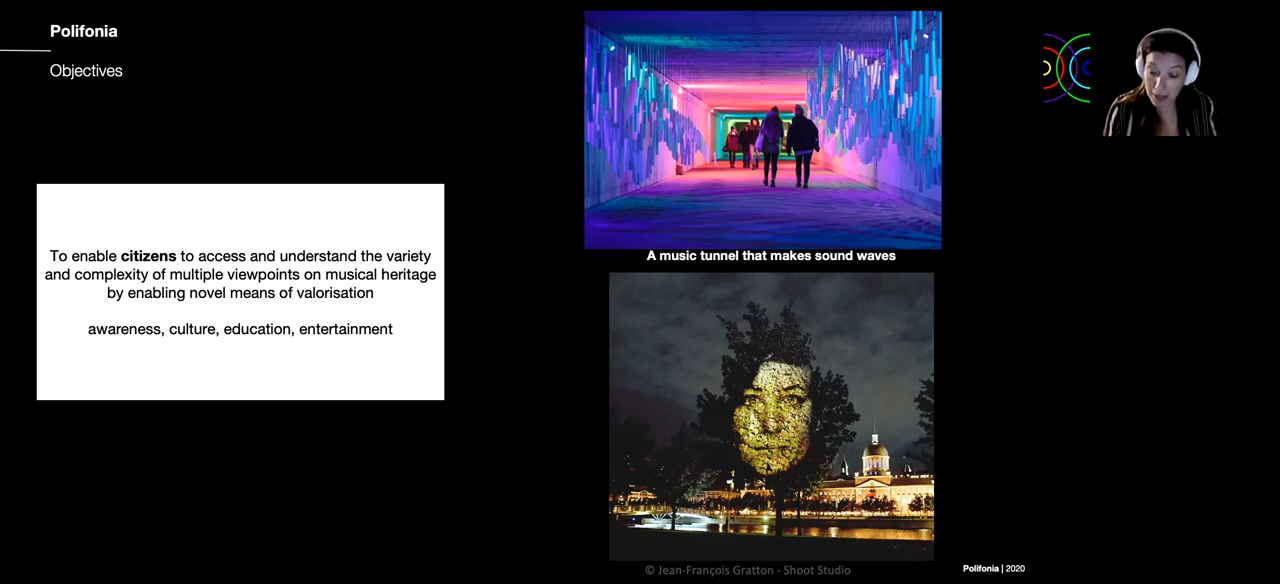 Polifonia
Objectives
To enable citizens to access and understand the variety
and complexity of multiple viewpoints on musical heritage
by enabling novel means of valorisation
awareness, culture, education, entertainment
A music tunnel that makes sound waves
© Jean-François Gratton - Shoot Studio
Polifonia | 2020